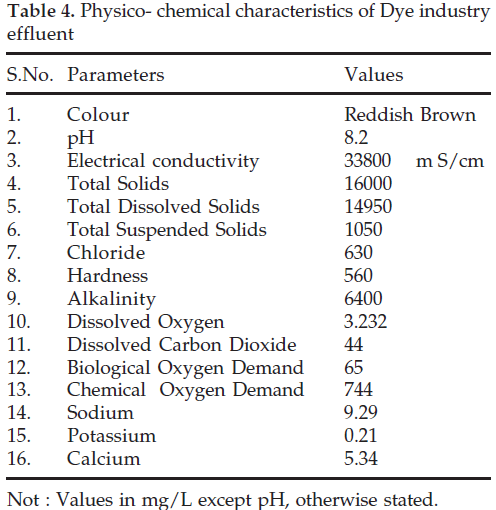 Table 4. Physico- chemical characteristics of Dye industry
effluent
S.No. Parameters Values
1. Colour Reddish Brown
2. pH 8.2
3. Electrical conductivity 33800 m S/cm
4. Total Solids 16000
5. Total Dissolved Solids 14950
6. Total Suspended Solids 1050
7. Chloride 630
8. Hardness 560
9. Alkalinity 6400
10. Dissolved Oxygen 3.232
11. Dissolved Carbon Dioxide 44
12. Biological Oxygen Demand 65
13. Chemical Oxygen Demand 744
14. Sodium 9.29
15. Potassium 0.21
16. Calcium 5.34
Not : Values in mg/L except pH, otherwise stated.